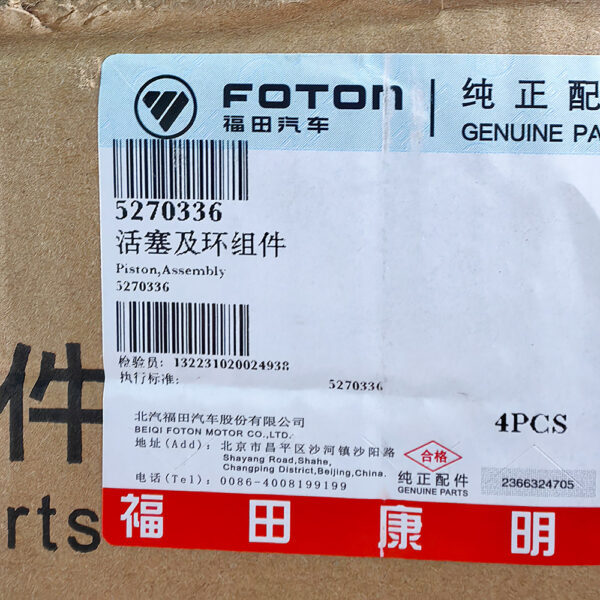 FOTON
福田汽车
纯正配
GENUINE PA
5270336
活塞及环组件
Piston,Assembly
5270336
检验员: 132231020024938
执行标准:
5270336
北汽福田汽车股份有限公司
BEIQI FOTON MOTOR CO.,LTD.
地址(Add): 北京市昌平区沙河镇沙阳路
Shayang Road,Shahe,
Changping District,Beijing,China.
电话(Tel): 0086-4008199199
4PCS
合格
纯正配件
GENUINE PARTS
2366324705
福田康明
件
rts